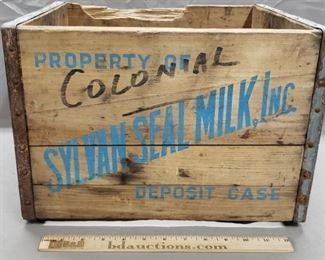 PROPERTY OF
COLONIAL
SYLVAN SEAL MILK, INC.
DEPOSIT CASE
bdauctions.com